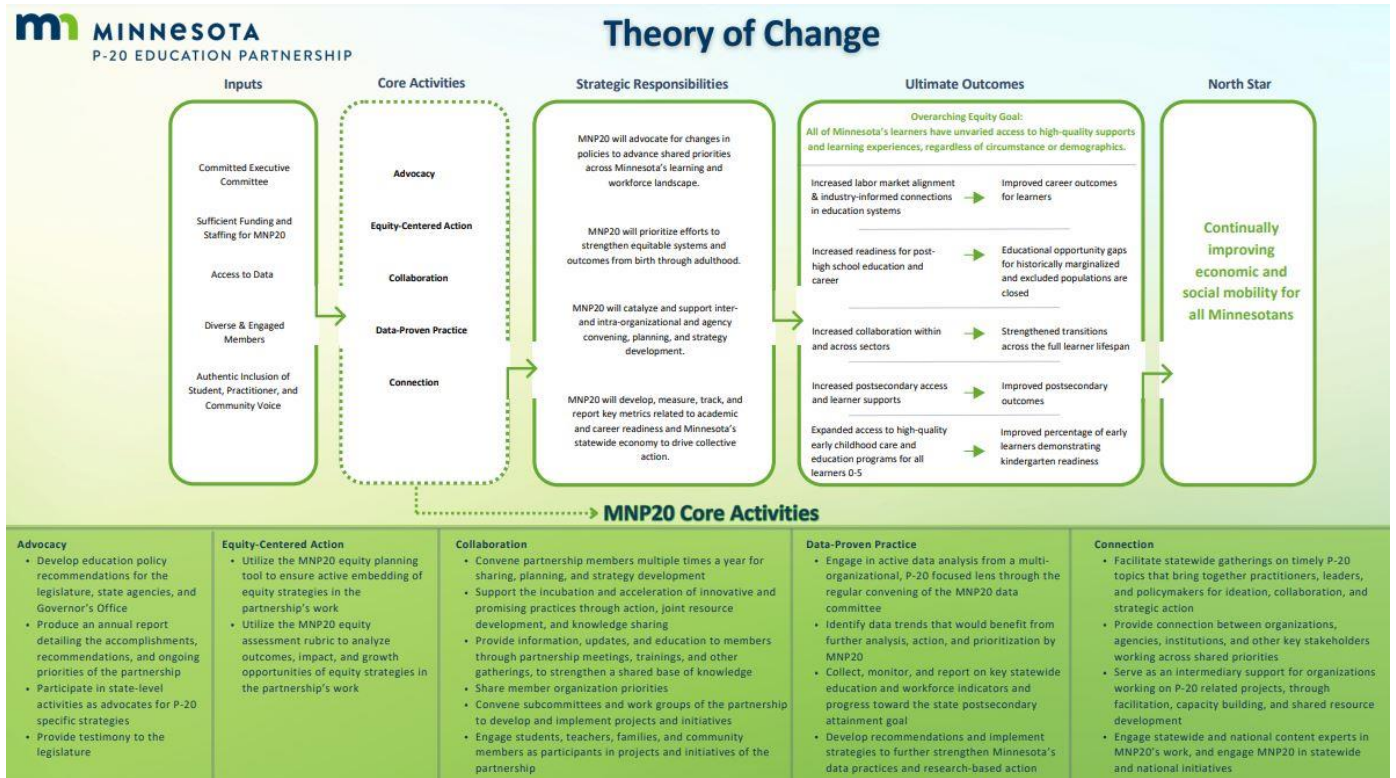 MINNESOTA
P-20 EDUCATION PARTNERSHIP
Theory of Change
Inputs
Committed Executive
Committee
Sufficient Funding and
Staffing for MNP20
Access to Data
Diverse & Engaged
Members
Authentic Inclusion of
Student, Practitioner, and
Community Voice
Core Activities
Advocacy
Equity-Centered Action
Collaboration
Data-Proven Practice
Connection
Strategic Responsibilities
MNP20 will advocate for changes in
policies to advance shared priorities
across Minnesota's learning and
workforce landscape.
MNP20 will prioritize efforts to
strengthen equitable systems and
outcomes from birth through adulthood.
MNP20 will catalyze and support inter-
and intra-organizational and agency
convening, planning, and strategy
development.
MNP20 will develop, measure, track, and
report key metrics related to academic
and career readiness and Minnesota's
statewide economy to drive collective
action.
Ultimate Outcomes
Overarching Equity Goal:
All of Minnesota's learners have unvaried access to high-quality supports
and learning experiences, regardless of circumstance or demographics.
Increased labor market alignment
& industry-informed connections
in education systems
Improved career outcomes
for learners
Increased readiness for post-
high school education and
career
Educational opportunity gaps
for historically marginalized
and excluded populations are
closed
Increased collaboration within
and across sectors
Strengthened transitions
across the full learner lifespan
Increased postsecondary access
and learner supports
Improved postsecondary
outcomes
Expanded access to high-quality
early childhood care and
education programs for all
learners 0-5
Improved percentage of early
learners demonstrating
kindergarten readiness
North Star
Continually
improving
economic and
social mobility for
all Minnesotans
MNP20 Core Activities
Advocacy
• Develop education policy
recommendations for the
legislature, state agencies, and
Governor's Office
• Produce an annual report
detailing the accomplishments,
recommendations, and ongoing
priorities of the partnership
• Participate in state-level
activities as advocates for P-20
specific strategies
• Provide testimony to the
legislature
Equity-Centered Action
• Utilize the MNP20 equity planning
tool to ensure active embedding of
equity strategies in the
partnership's work
• Utilize the MNP20 equity
assessment rubric to analyze
outcomes, impact, and growth
opportunities of equity strategies in
the partnership's work
Collaboration
• Convene partnership members multiple times a year for
sharing, planning, and strategy development
• Support the incubation and acceleration of innovative and
promising practices through action, joint resource
development, and knowledge sharing
• Provide information, updates, and education to members
through partnership meetings, trainings, and other
gatherings, to strengthen a shared base of knowledge
• Share member organization priorities
• Convene subcommittees and work groups of the partnership
to develop and implement projects and initiatives
• Engage students, teachers, families, and community
members as participants in projects and initiatives of the
partnership
Data-Proven Practice
• Engage in active data analysis from a multi-
organizational, P-20 focused lens through the
regular convening of the MNP20 data
committee
• Identify data trends that would benefit from
further analysis, action, and prioritization by
MNP20
• Collect, monitor, and report on key statewide
education and workforce indicators and
progress toward the state postsecondary
attainment goal
• Develop recommendations and implement
strategies to further strengthen Minnesota's
data practices and research-based action
Connection
• Facilitate statewide gatherings on timely P-20
topics that bring together practitioners, leaders,
and policymakers for ideation, collaboration, and
strategic action
• Provide connection between organizations,
agencies, institutions, and other key stakeholders
working across shared priorities
• Serve as an intermediary support for organizations
working on P-20 related projects, through
facilitation, capacity building, and shared resource
development
• Engage statewide and national content experts in
MNP20's work, and engage MNP20 in statewide
and national initiatives